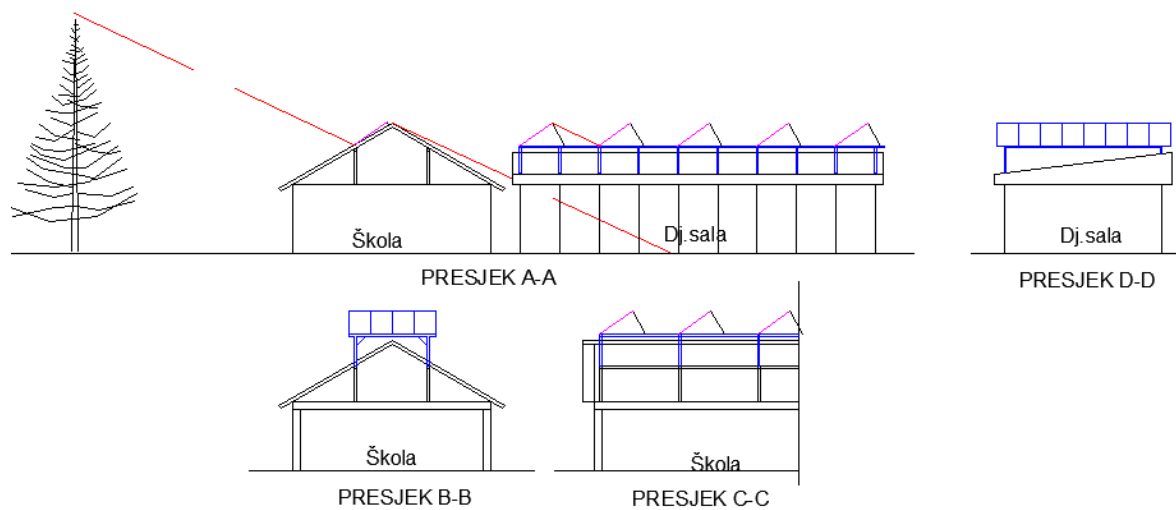 Škola
Dj.sala
PRESJEK A-A
Dj.sala
PRESJEK D-D
Škola
PRESJEK B-B
Škola
PRESJEK C-C